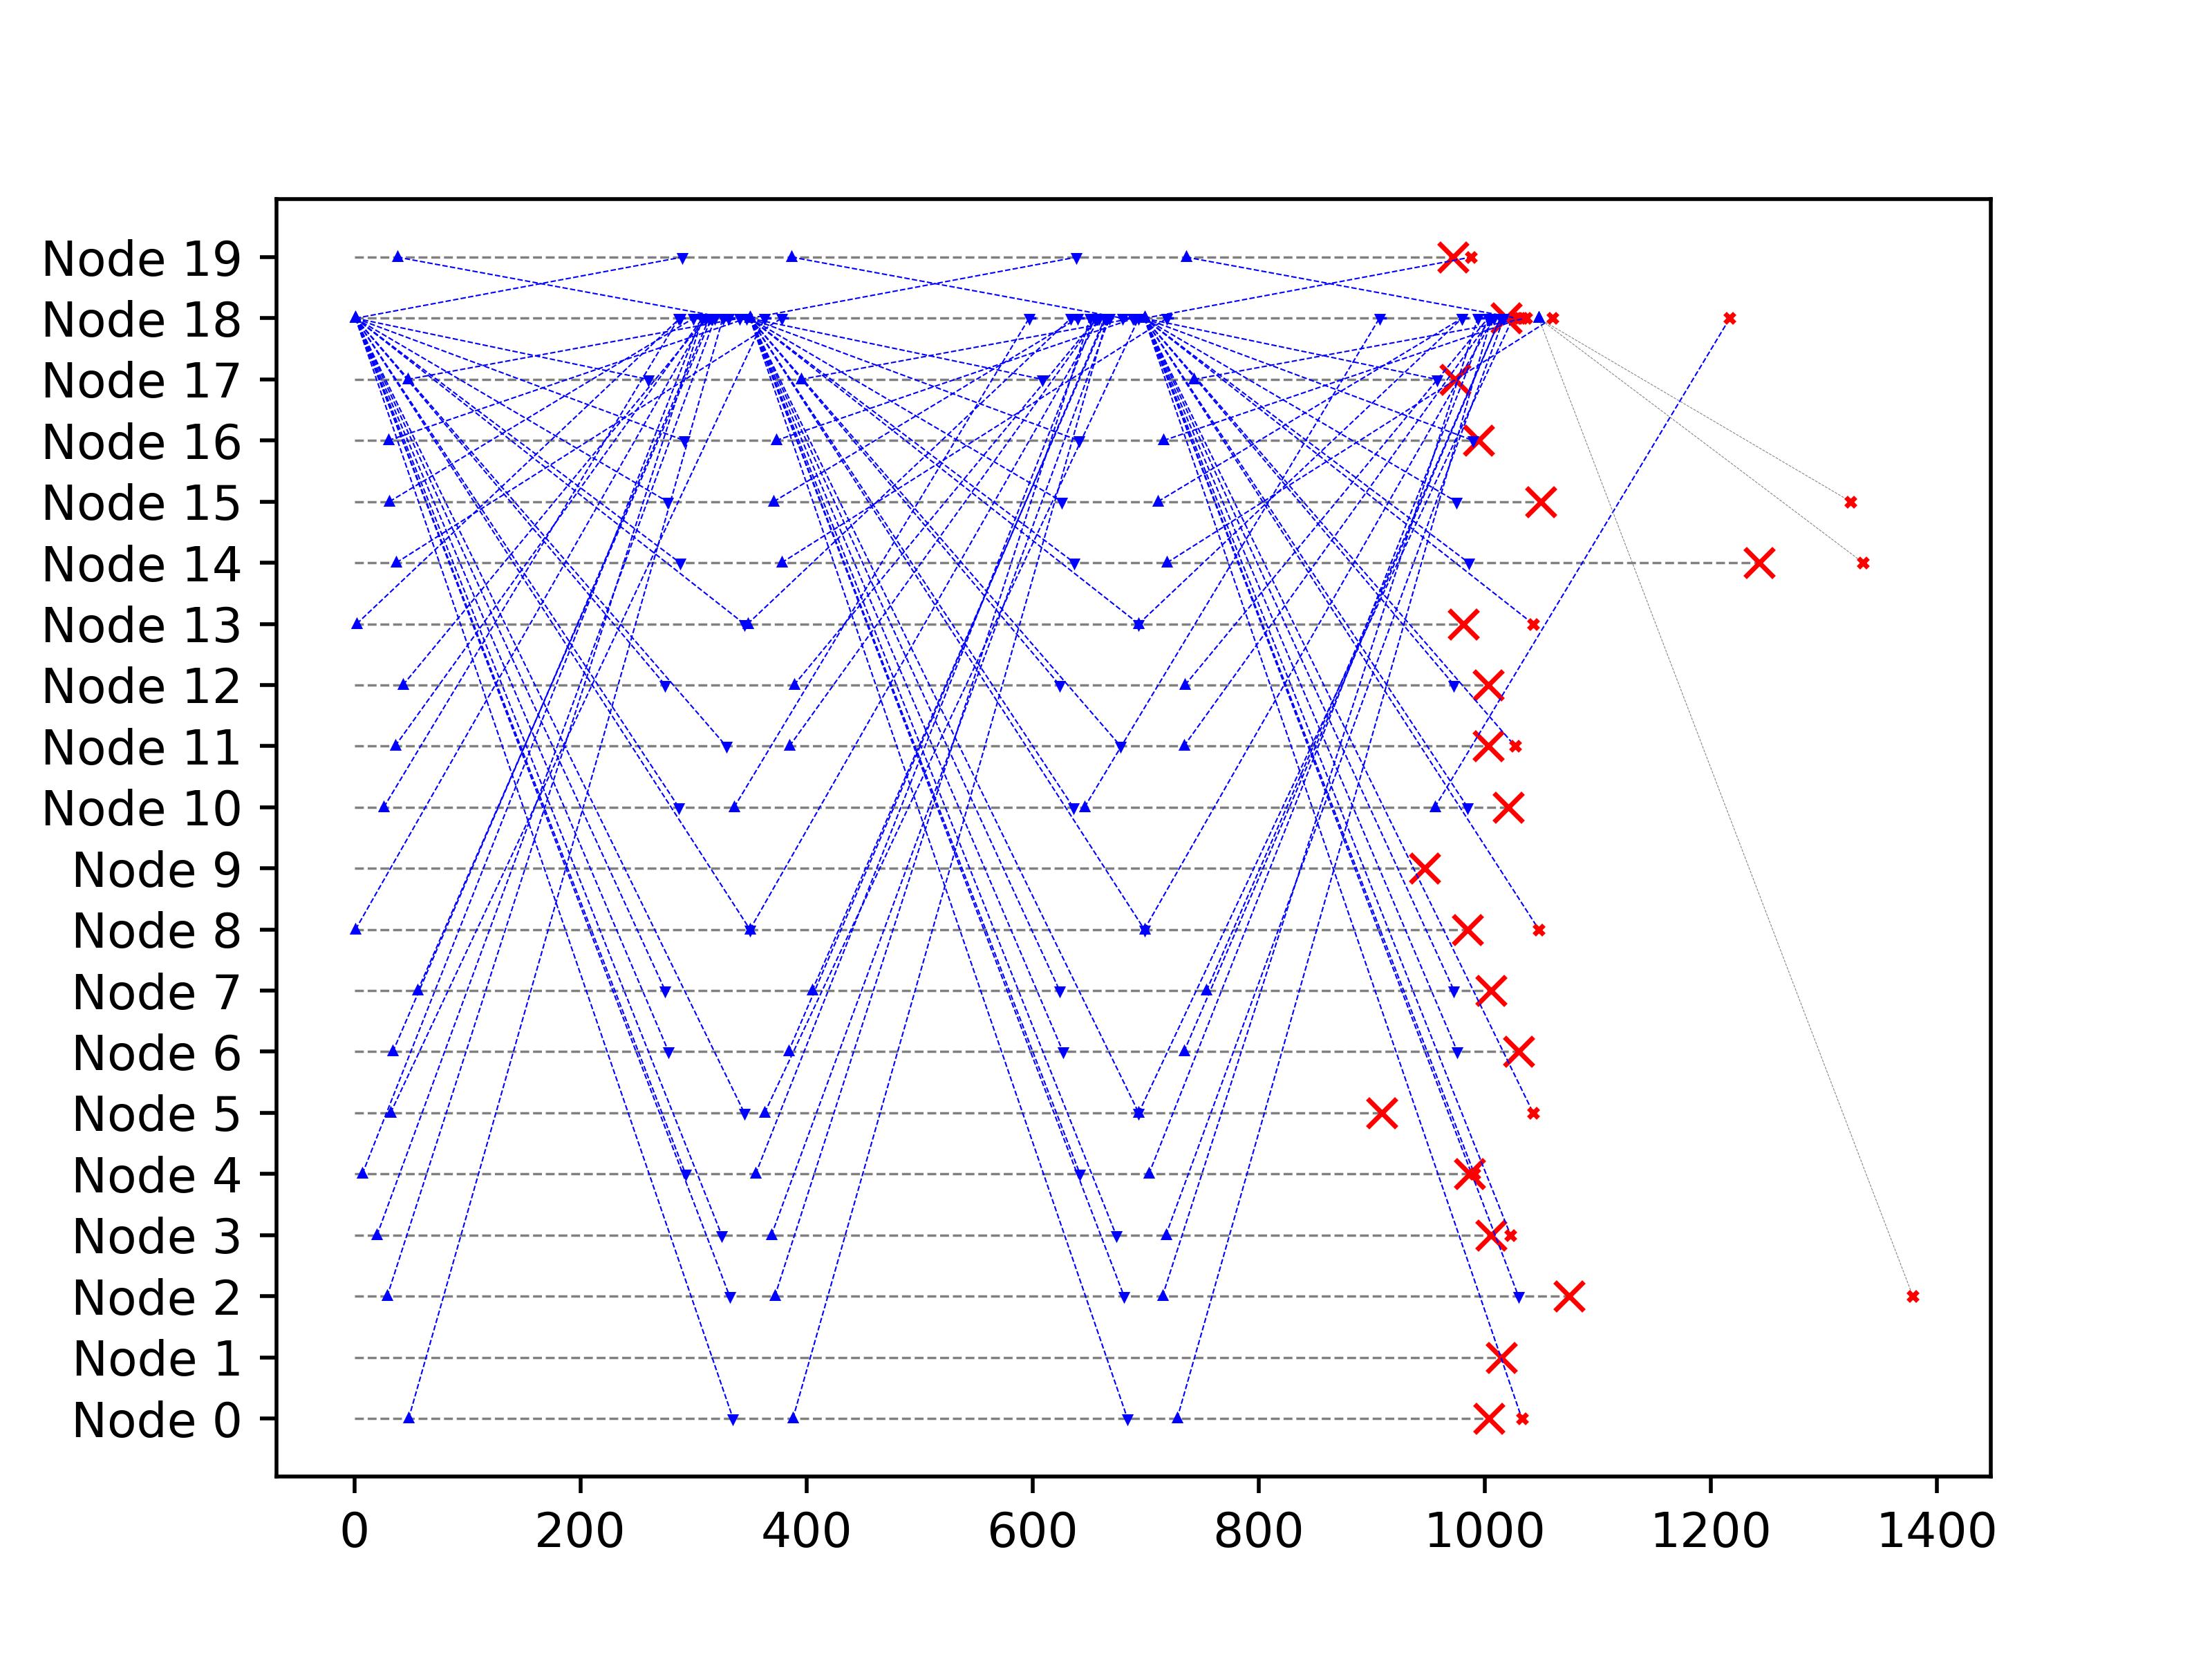 Node 19
Node 18
Node 17
Node 16
Node 15
Node 14
Node 13
Node 12
Node 11
Node 10
Node 9
Node 8
Node 7
Node 6
Node 5
Node 4
Node 3
Node 2
Node 1
Node 0
0 200 400 600 800 1000 1200 1400